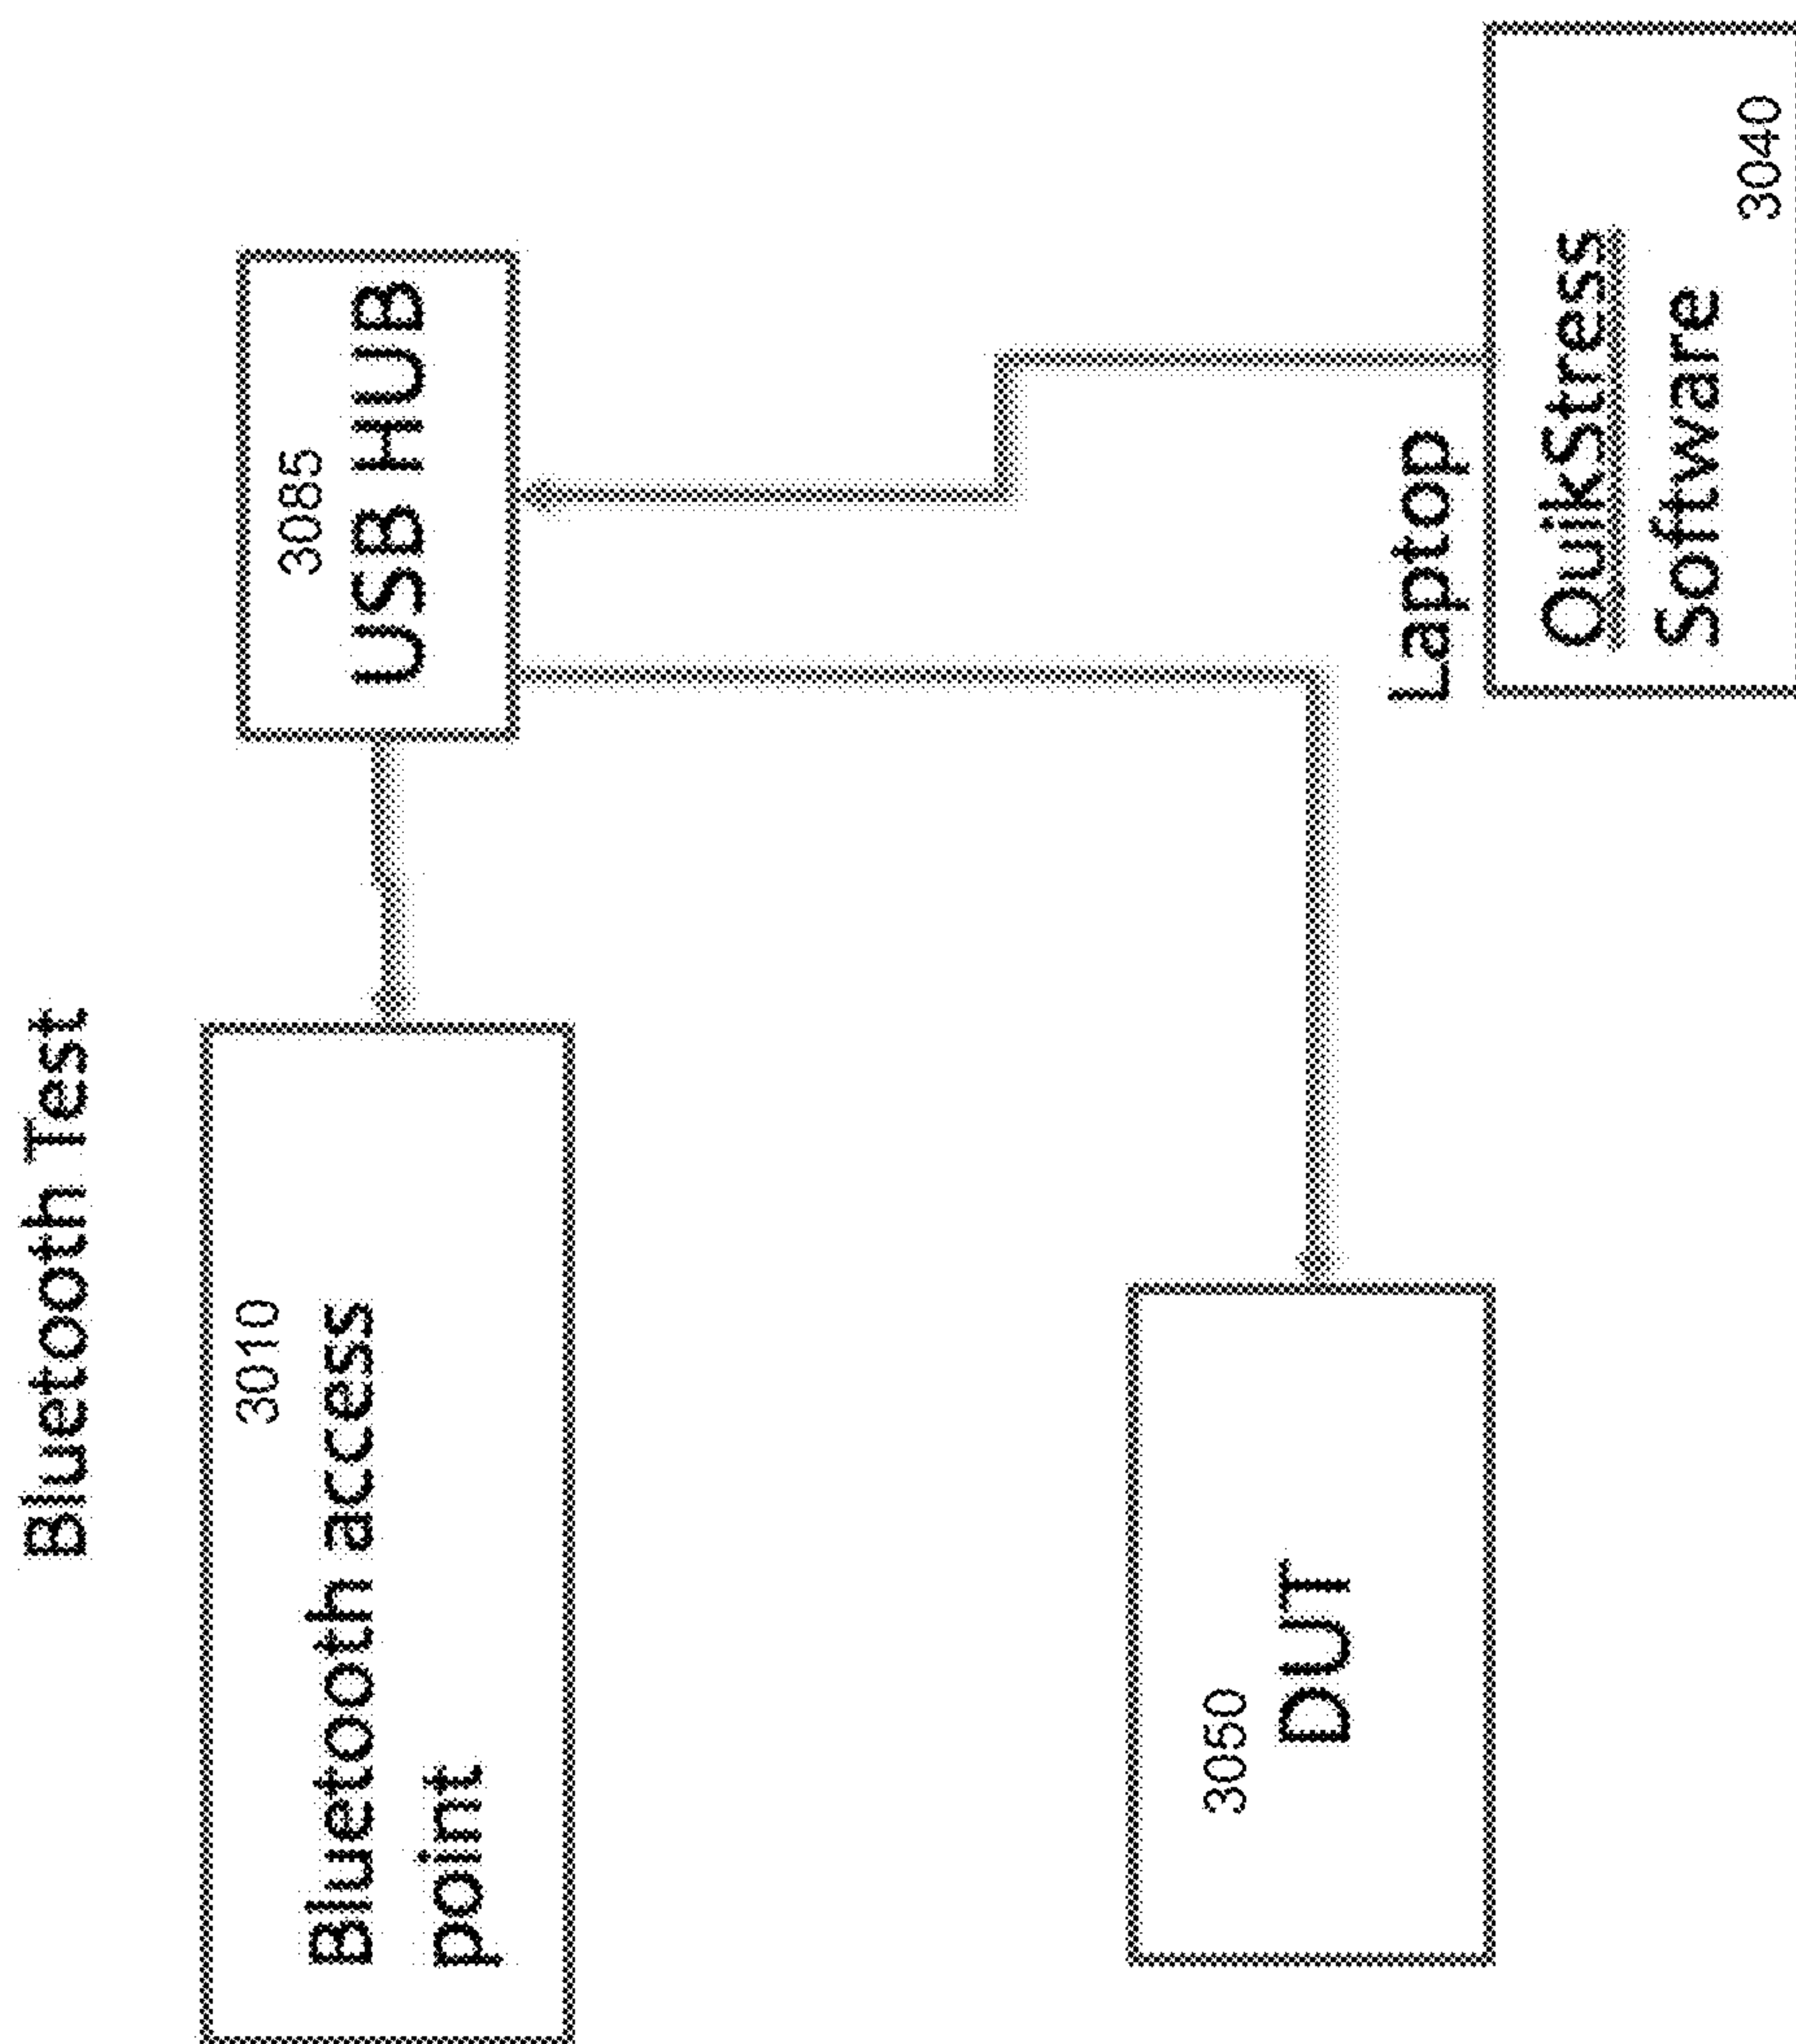 Bluetooth Test
3010
Bluetooth access
point
3085
USB HUB
3050
DUT
Laptop
QuikStress
Software
3040